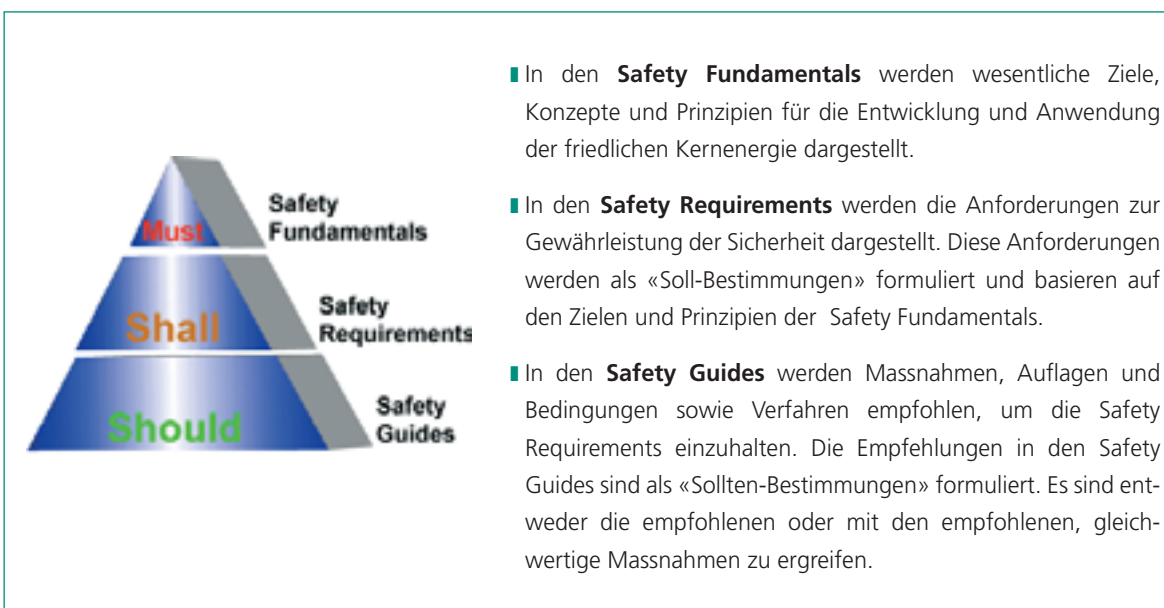 Must
Safety
Fundamentals
Shall
Safety
Requirements
Should
Safety
Guides
In den Safety Fundamentals werden wesentliche Ziele,
Konzepte und Prinzipien für die Entwicklung und Anwendung
der friedlichen Kernenergie dargestellt.
In den Safety Requirements werden die Anforderungen zur
Gewährleistung der Sicherheit dargestellt. Diese Anforderungen
werden als «Soll-Bestimmungen» formuliert und basieren auf
den Zielen und Prinzipien der Safety Fundamentals.
In den Safety Guides werden Massnahmen, Auflagen und
Bedingungen sowie Verfahren empfohlen, um die Safety
Requirements einzuhalten. Die Empfehlungen in den Safety
Guides sind als «Sollten-Bestimmungen» formuliert. Es sind ent-
weder die empfohlenen oder mit den empfohlenen, gleich-
wertige Massnahmen zu ergreifen.